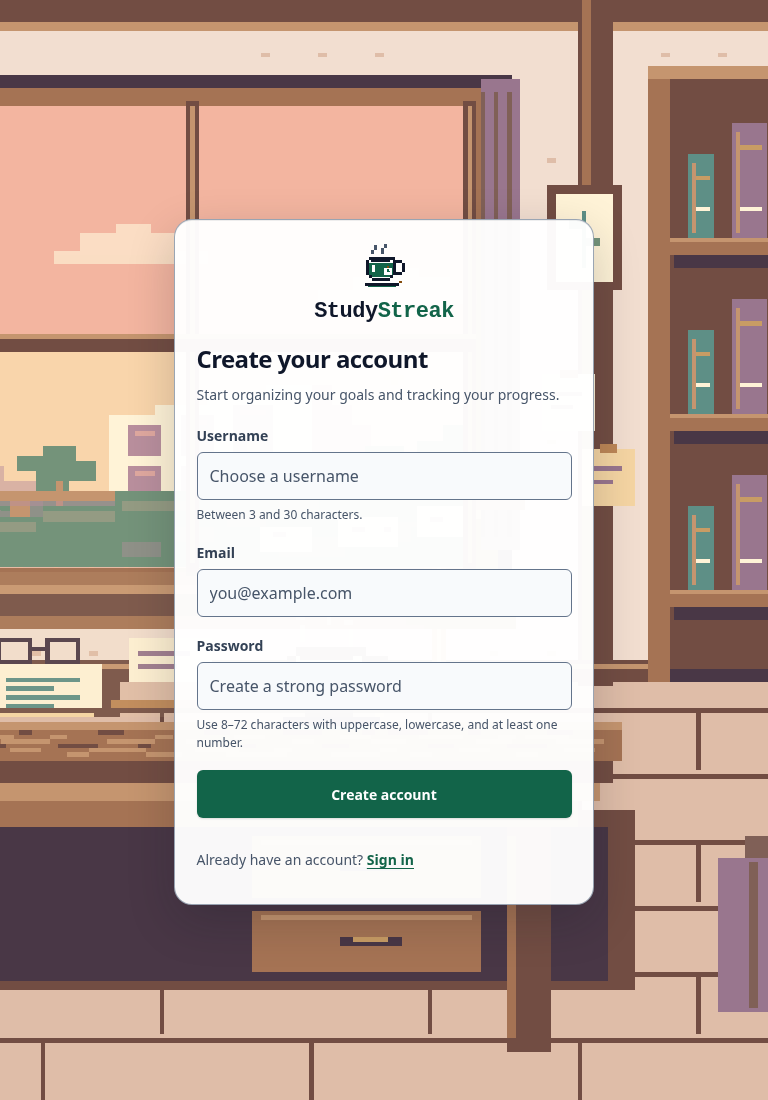 StudyStreak
Create your account
Start organizing your goals and tracking your progress.
Username
Choose a username
Between 3 and 30 characters.
Email
you@example.com
Password
Create a strong password
Use 8–72 characters with uppercase, lowercase, and at least one
number.
Create account
Already have an account? Sign in